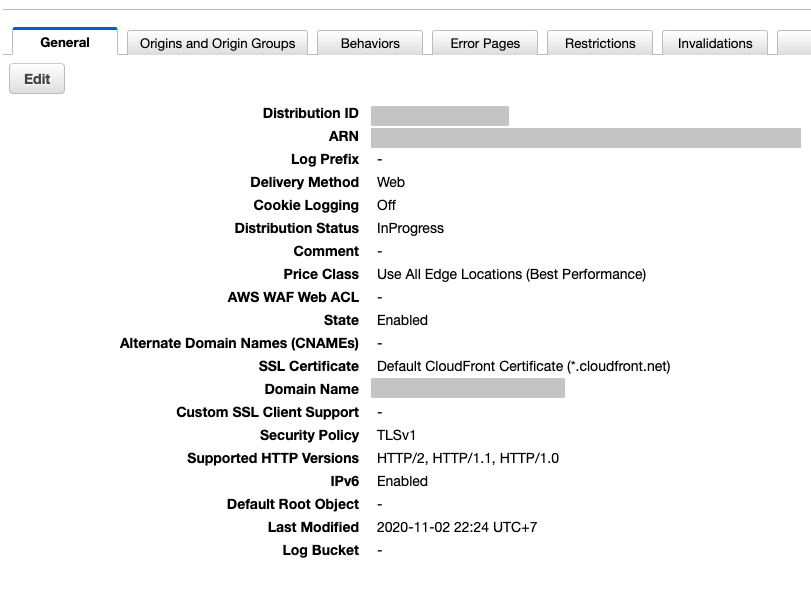 General Origins and Origin Groups Behaviors Error Pages Restrictions Invalidations
Edit
Distribution ID
ARN
Log Prefix -
Delivery Method Web
Cookie Logging Off
Distribution Status InProgress
Comment -
Price Class Use All Edge Locations (Best Performance)
AWS WAF Web ACL -
State Enabled
Alternate Domain Names (CNAMEs) -
SSL Certificate Default CloudFront Certificate (*.cloudfront.net)
Domain Name
Custom SSL Client Support -
Security Policy TLSv1
Supported HTTP Versions HTTP/2, HTTP/1.1, HTTP/1.0
IPv6 Enabled
Default Root Object -
Last Modified 2020-11-02 22:24 UTC+7
Log Bucket -